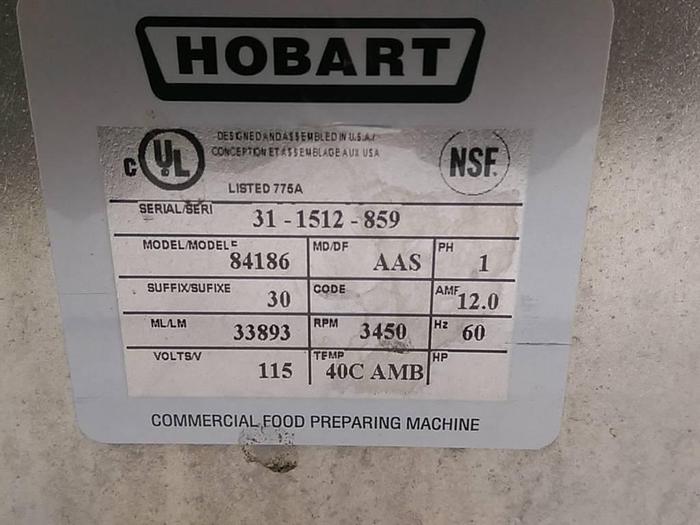 HOBART
DESIGNED AND ASSEMBLED IN U.S.A./
CONCEPTION ET ASSEMBLAGE AUX USA
C UL NSF.
LISTED 775A
SERIAL/SERI 31 - 1512 - 859
MODEL/MODELE 84186 MD/DF AAS PH 1
SUFFIX/SUFIXE 30 CODE AMP 12.0
ML/LM 33893 RPM 3450 Hz 60
VOLTS/V 115 TEMP 40C AMB HP
COMMERCIAL FOOD PREPARING MACHINE